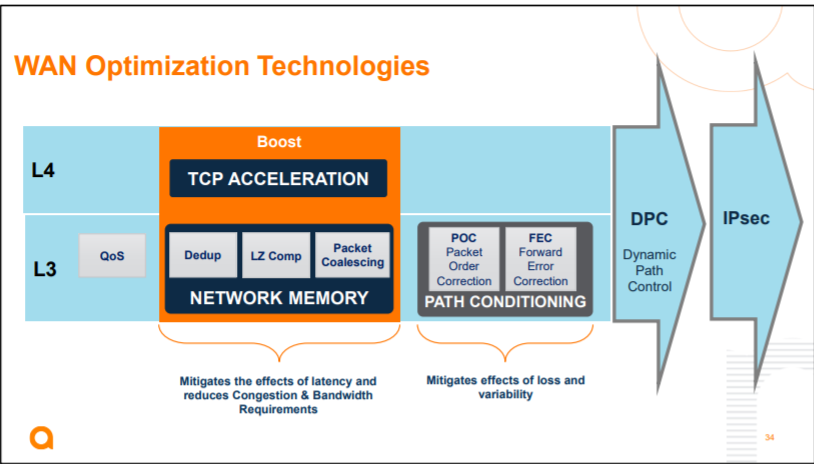 WAN Optimization Technologies
L4
Boost
TCP ACCELERATION
L3
QoS
Dedup
LZ Comp
Packet
Coalescing
NETWORK MEMORY
POC
Packet
Order
Correction
FEC
Forward
Error
Correction
PATH CONDITIONING
DPC
Dynamic
Path
Control
IPsec
Mitigates the effects of latency and
reduces Congestion & Bandwidth
Requirements
Mitigates effects of loss and
variability
34